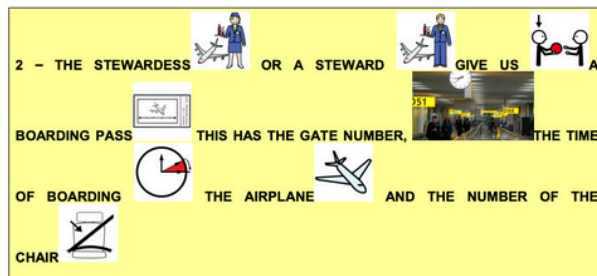 2 – THE STEWARDESS OR A STEWARD GIVE US A
BOARDING PASS THIS HAS THE GATE NUMBER, D51 THE TIME
OF BOARDING THE AIRPLANE AND THE NUMBER OF THE
CHAIR